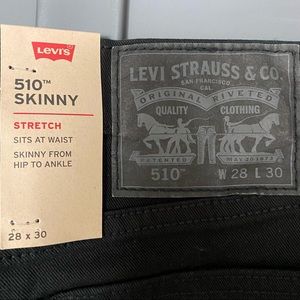 Levi's
510™
SKINNY
STRETCH
SITS AT WAIST
SKINNY FROM
HIP TO ANKLE
28 x 30
LEVI STRAUSS & CO.
SAN FRANCISCO
CAL.
ORIGINAL RIVETED
QUALITY CLOTHING
PATENTED MAY 20 1873
510™ W 28 L 30